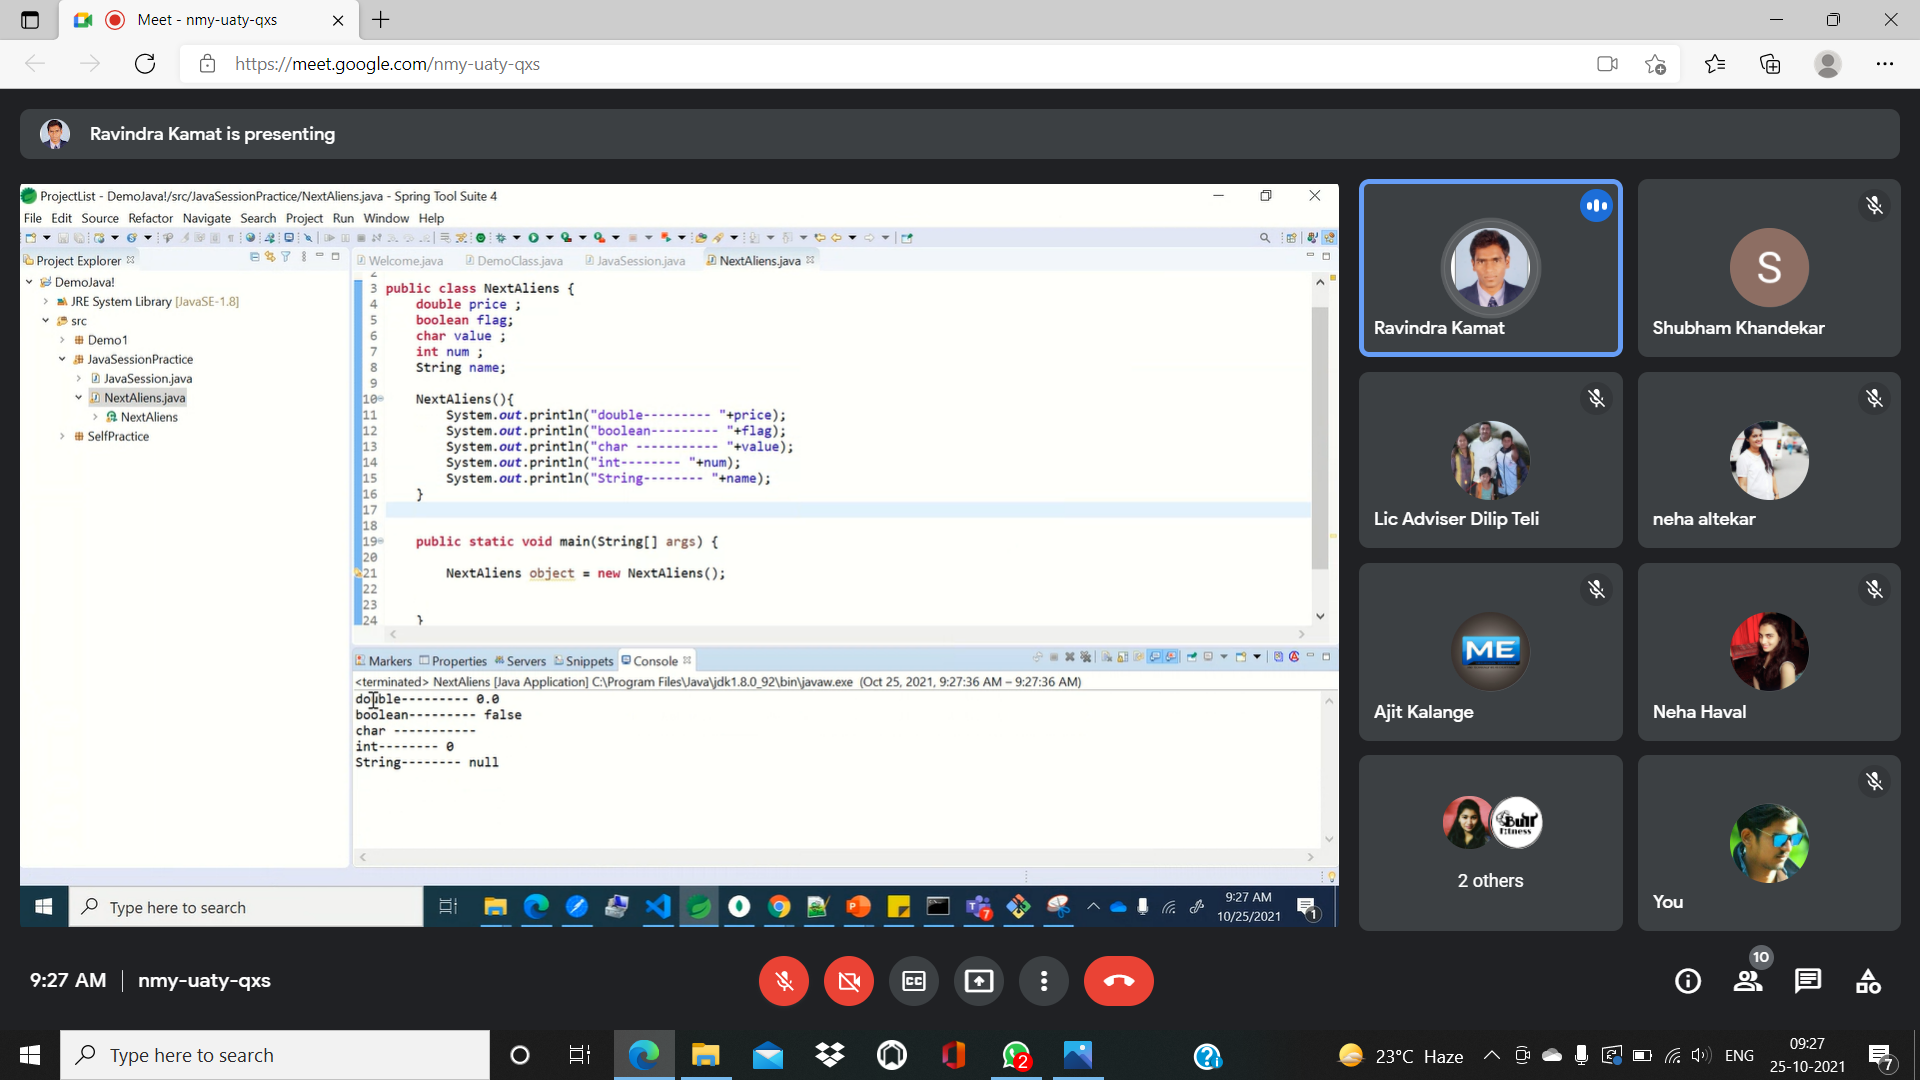 Meet - nmy-uaty-qxs
https://meet.google.com/nmy-uaty-qxs
Ravindra Kamat is presenting
ProjectList - DemoJava!/src/JavaSessionPractice/NextAliens.java - Spring Tool Suite 4
File Edit Source Refactor Navigate Search Project Run Window Help
Project Explorer
DemoJava!
JRE System Library [JavaSE-1.8]
src
Demo1
JavaSessionPractice
JavaSession.java
NextAliens.java
NextAliens
SelfPractice
Welcome.java DemoClass.java JavaSession.java NextAliens.java
2
3 public class NextAliens {
4 double price ;
5 boolean flag;
6 char value ;
7 int num ;
8 String name;
9
10 NextAliens(){
11 System.out.println("double--------- "+price);
12 System.out.println("boolean--------- "+flag);
13 System.out.println("char ----------- "+value);
14 System.out.println("int-------- "+num);
15 System.out.println("String-------- "+name);
16 }
17
18
19 public static void main(String[] args) {
20
21 NextAliens object = new NextAliens();
22
23
24 }
Markers Properties Servers Snippets Console
<terminated> NextAliens [Java Application] C:\Program Files\Java\jdk1.8.0_92\bin\javaw.exe (Oct 25, 2021, 9:27:36 AM – 9:27:36 AM)
double--------- 0.0
boolean--------- false
char -----------
int-------- 0
String-------- null
Type here to search
7
9:27 AM
10/25/2021
1
Ravindra Kamat
S
Shubham Khandekar
Lic Adviser Dilip Teli
neha altekar
ME
Ajit Kalange
Neha Haval
Built
Fitness
2 others
You
9:27 AM | nmy-uaty-qxs
CC
10
Type here to search
2
23°C Haze
ENG
09:27
25-10-2021
7